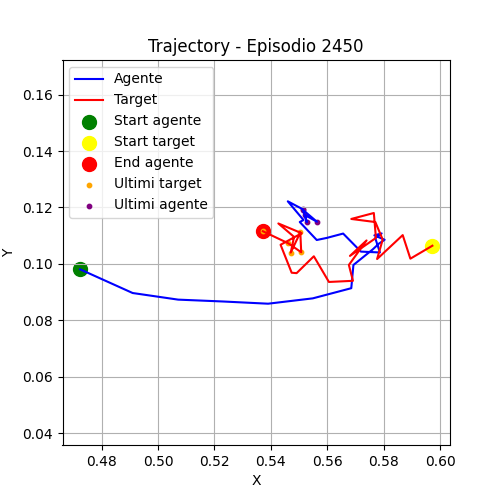 Trajectory - Episodio 2450
Agente
Target
Start agente
Start target
End agente
Ultimi target
Ultimi agente
0.16
0.14
0.12
0.10
0.08
0.06
0.04
Y
0.48 0.50 0.52 0.54 0.56 0.58 0.60
X